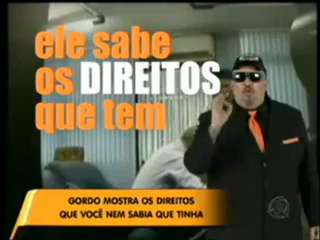 ele sabe
os DIREITOS
que tem
GORDO MOSTRA OS DIREITOS
QUE VOCÊ NEM SABIA QUE TINHA